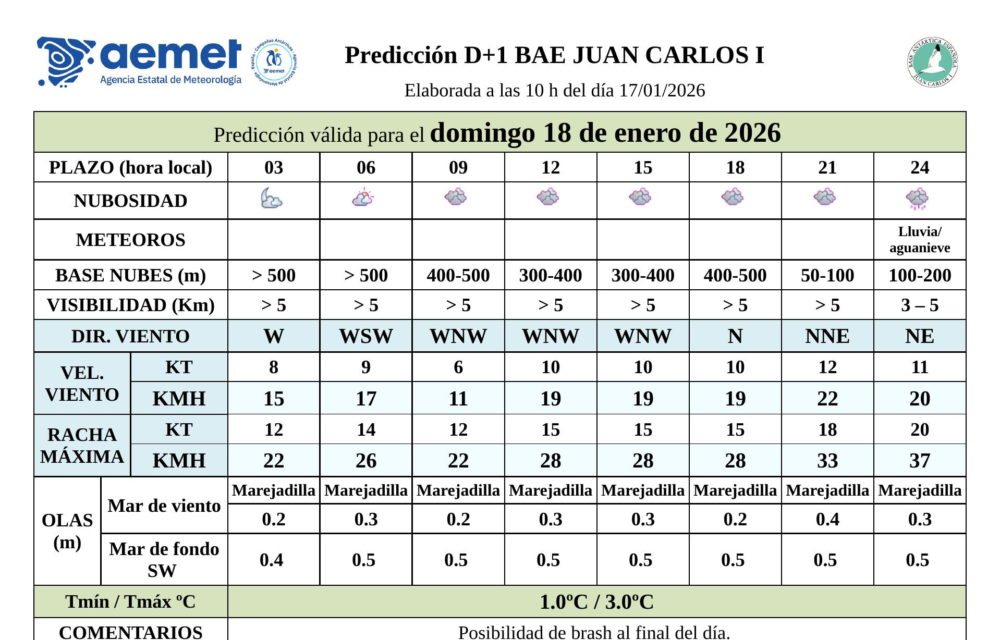 aemet
Agencia Estatal de Meteorología
Campañas Antárticas · Agencia Estatal de Meteorología · España ·
aemet
Predicción D+1 BAE JUAN CARLOS I
Elaborada a las 10 h del día 17/01/2026
BASE ANTÁRTICA ESPAÑOLA
JUAN CARLOS I
Predicción válida para el domingo 18 de enero de 2026
PLAZO (hora local) 03 06 09 12 15 18 21 24
NUBOSIDAD
METEOROS Lluvia/
aguanieve
BASE NUBES (m) > 500 > 500 400-500 300-400 300-400 400-500 50-100 100-200
VISIBILIDAD (Km) > 5 > 5 > 5 > 5 > 5 > 5 > 5 3 – 5
DIR. VIENTO W WSW WNW WNW WNW N NNE NE
VEL.
VIENTO
KT 8 9 6 10 10 10 12 11
KMH 15 17 11 19 19 19 22 20
RACHA
MÁXIMA
KT 12 14 12 15 15 15 18 20
KMH 22 26 22 28 28 28 33 37
OLAS
(m)
Mar de viento
Marejadilla Marejadilla Marejadilla Marejadilla Marejadilla Marejadilla Marejadilla Marejadilla
0.2 0.3 0.2 0.3 0.3 0.2 0.4 0.3
Mar de fondo
SW
0.4 0.5 0.5 0.5 0.5 0.5 0.5 0.5
Tmín / Tmáx ºC 1.0ºC / 3.0ºC
COMENTARIOS Posibilidad de brash al final del día.